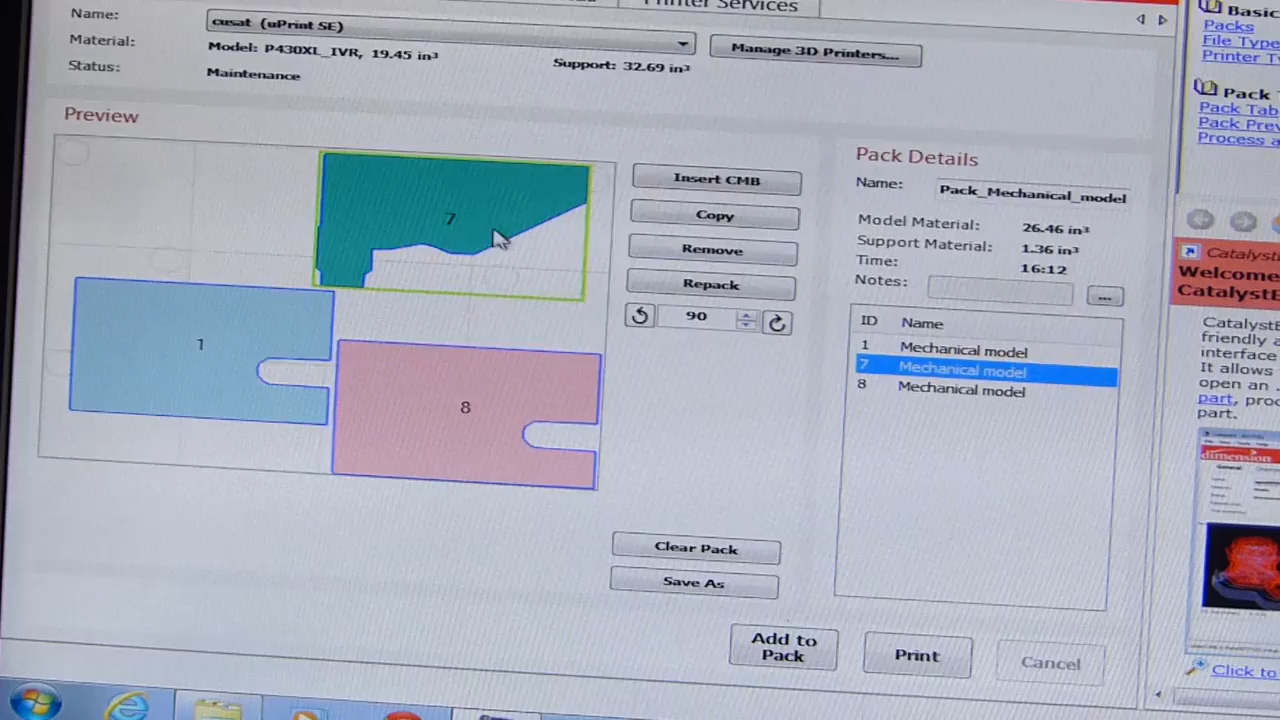 Printer Services
Name:
cusat (uPrint SE)
Manage 3D Printers...
Material:
Model: P430XL_IVR, 19.45 in³
Support: 32.69 in³
Status:
Maintenance
Preview
7
1
8
Insert CMB
Copy
Remove
Repack
90
Clear Pack
Save As
Pack Details
Name:
Pack_Mechanical_model
Model Material:
26.46 in³
Support Material:
1.36 in³
Time:
16:12
Notes:
...
ID Name
1 Mechanical model
7 Mechanical model
8 Mechanical model
Add to
Pack
Print
Cancel
Basic
Packs
File Type
Printer T
Pack
Pack Tab
Pack Prev
Process a
Catalyst
Welcome
CatalystE
CatalystE
friendly a
interface
It allows
open an
part, proc
part.
dimension
Click to